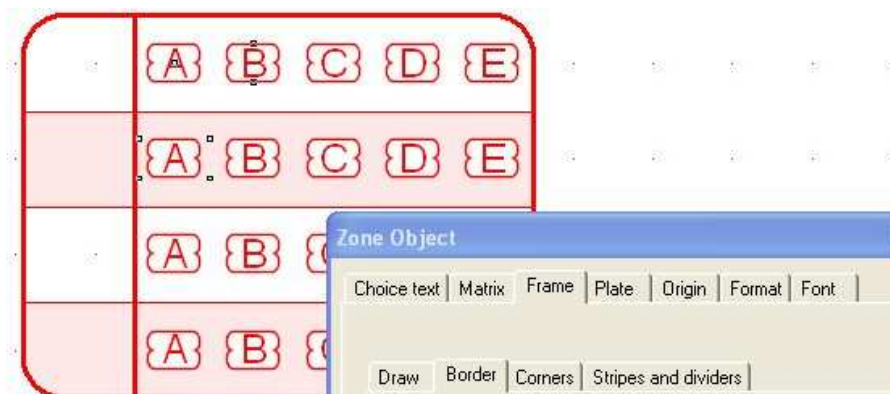 A B C D E
A B C D E
A B
Zone Object
Choice text Matrix Frame Plate Origin Format Font
A B
Draw Border Corners Stripes and dividers